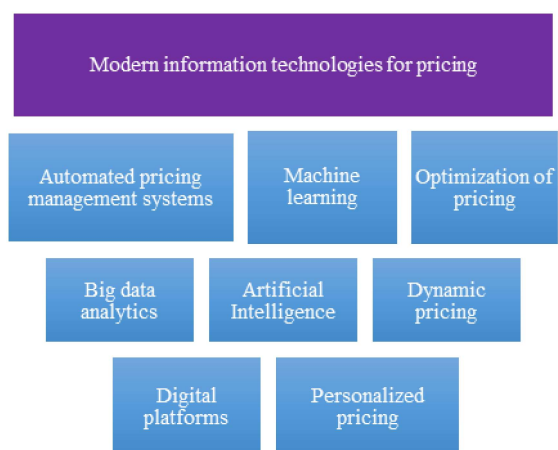 Modern information technologies for pricing
Automated pricing
management systems
Machine
learning
Optimization of
pricing
Big data
analytics
Artificial
Intelligence
Dynamic
pricing
Digital
platforms
Personalized
pricing